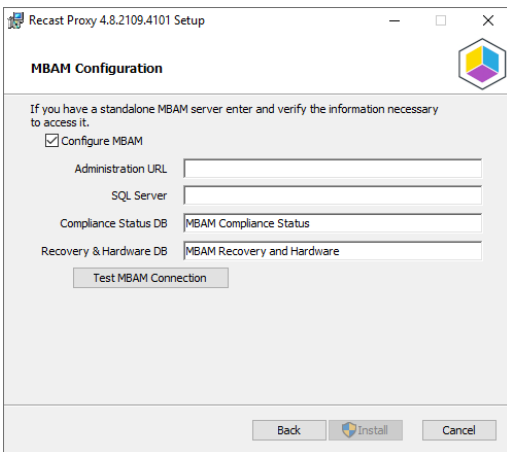 Recast Proxy 4.8.2109.4101 Setup
MBAM Configuration
If you have a standalone MBAM server enter and verify the information necessary
to access it.
Configure MBAM
Administration URL
SQL Server
Compliance Status DB MBAM Compliance Status
Recovery & Hardware DB MBAM Recovery and Hardware
Test MBAM Connection
Back Install Cancel